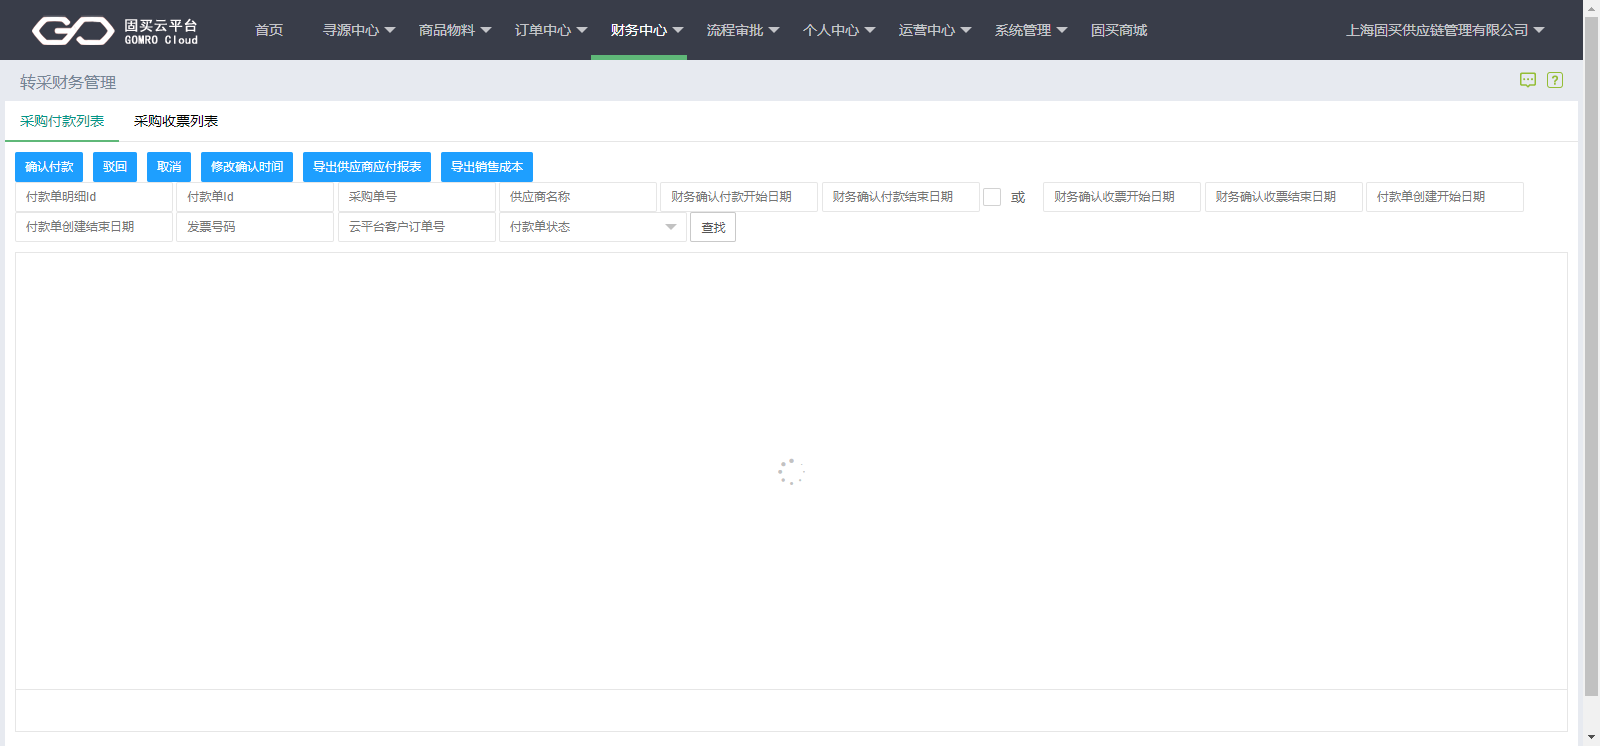 固买云平台
GOMRO Cloud
首页 寻源中心 商品物料 订单中心 财务中心 流程审批 个人中心 运营中心 系统管理 固买商城 上海固买供应链管理有限公司
转采财务管理
采购付款列表 采购收票列表
确认付款 驳回 取消 修改确认时间 导出供应商应付报表 导出销售成本
付款单明细Id 付款单Id 采购单号 供应商名称 财务确认付款开始日期 财务确认付款结束日期 或 财务确认收票开始日期 财务确认收票结束日期 付款单创建开始日期
付款单创建结束日期 发票号码 云平台客户订单号 付款单状态 查找